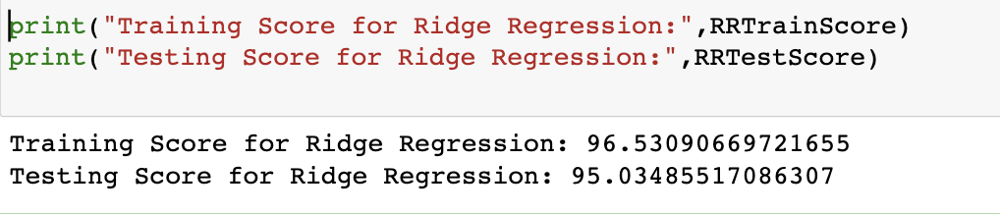 print("Training Score for Ridge Regression:",RRTrainScore)
print("Testing Score for Ridge Regression:",RRTestScore)
Training Score for Ridge Regression: 96.53090669721655
Testing Score for Ridge Regression: 95.03485517086307